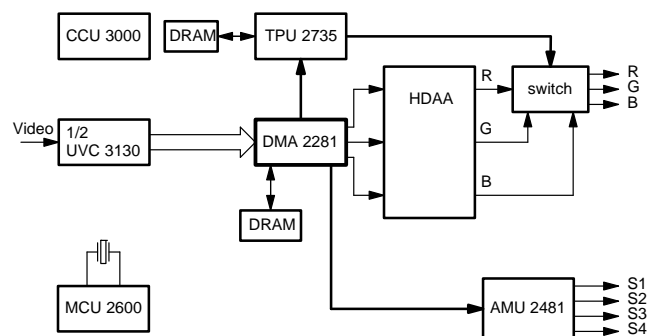 CCU 3000
DRAM
TPU 2735
HDAA
R
switch
R
G
B
Video
1/2
UVC 3130
DMA 2281
G
DRAM
B
MCU 2600
AMU 2481
S1
S2
S3
S4